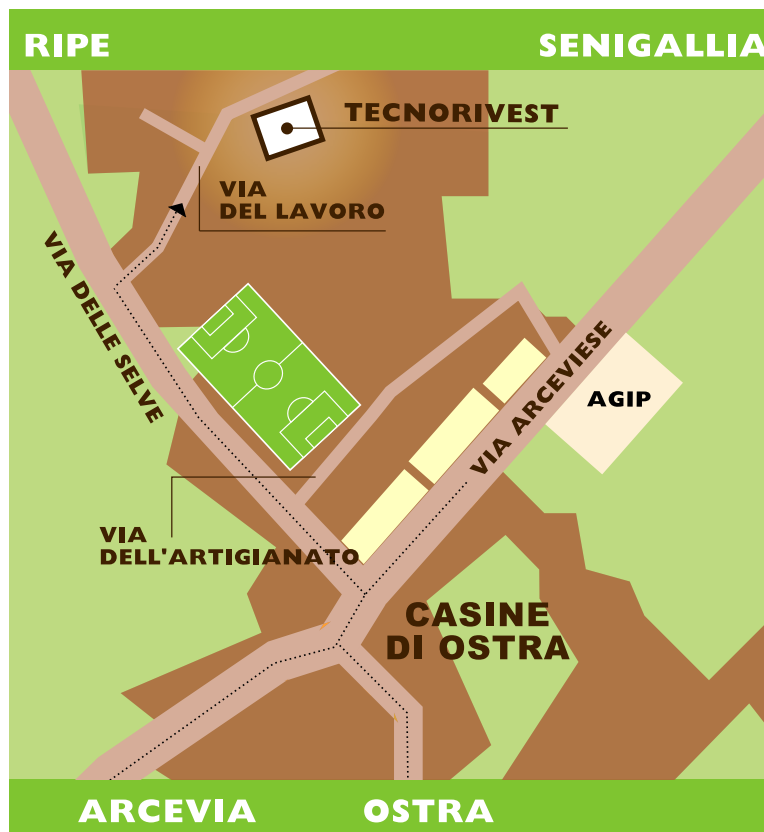 RIPE
SENIGALLIA
TECNORIVEST
VIA
DEL LAVORO
VIA DELLE SELVE
VIA ARCEVIESE
AGIP
VIA
DELL'ARTIGIANATO
CASINE
DI OSTRA
ARCEVIA
OSTRA